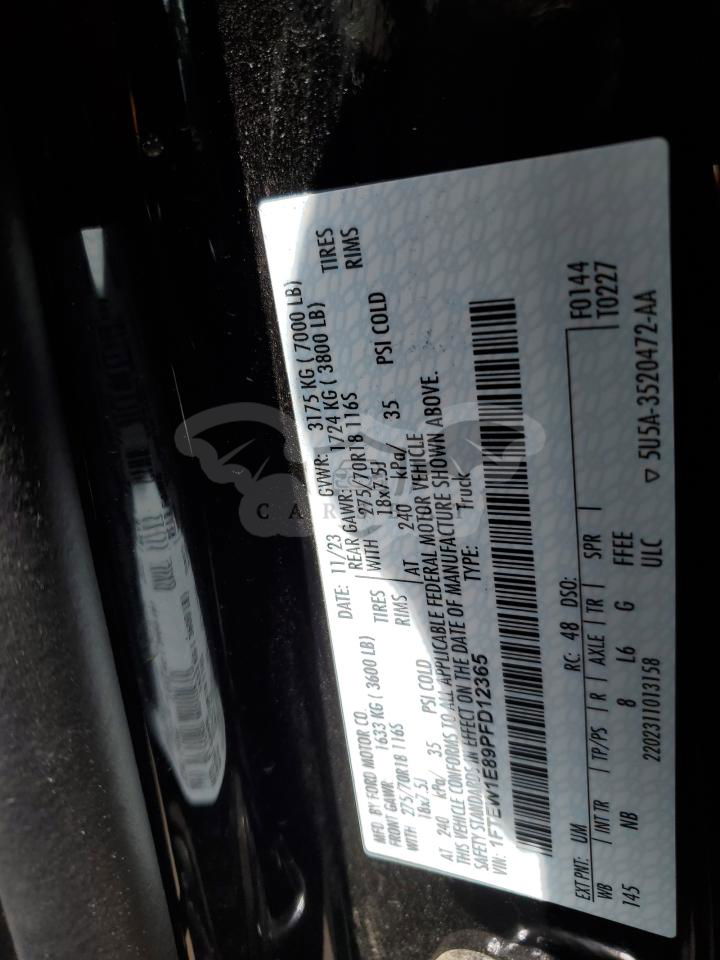 MFD. BY FORD MOTOR CO.
DATE: 11/23 GVWR: 3175 KG ( 7000 LB)
FRONT GAWR: 1633 KG ( 3600 LB)
REAR GAWR: 1724 KG ( 3800 LB)
WITH 275/70R18 116S TIRES
WITH 275/70R18 116S TIRES
18x7.5J RIMS
18x7.5J RIMS
AT 240 kPa/ 35 PSI COLD
AT 240 kPa/ 35 PSI COLD
THIS VEHICLE CONFORMS TO ALL APPLICABLE FEDERAL MOTOR VEHICLE
SAFETY STANDARDS IN EFFECT ON THE DATE OF MANUFACTURE SHOWN ABOVE.
VIN: 1FTEW1E89PFD12365 TYPE: Truck
EXT PNT: UM RC: 48 DSO: F0144
WB INT TR TP/PS R AXLE TR SPR T0227
145 NB 8 L6 G FFEE
2202311013158 ULC ▽ 5U5A-3520472-AA